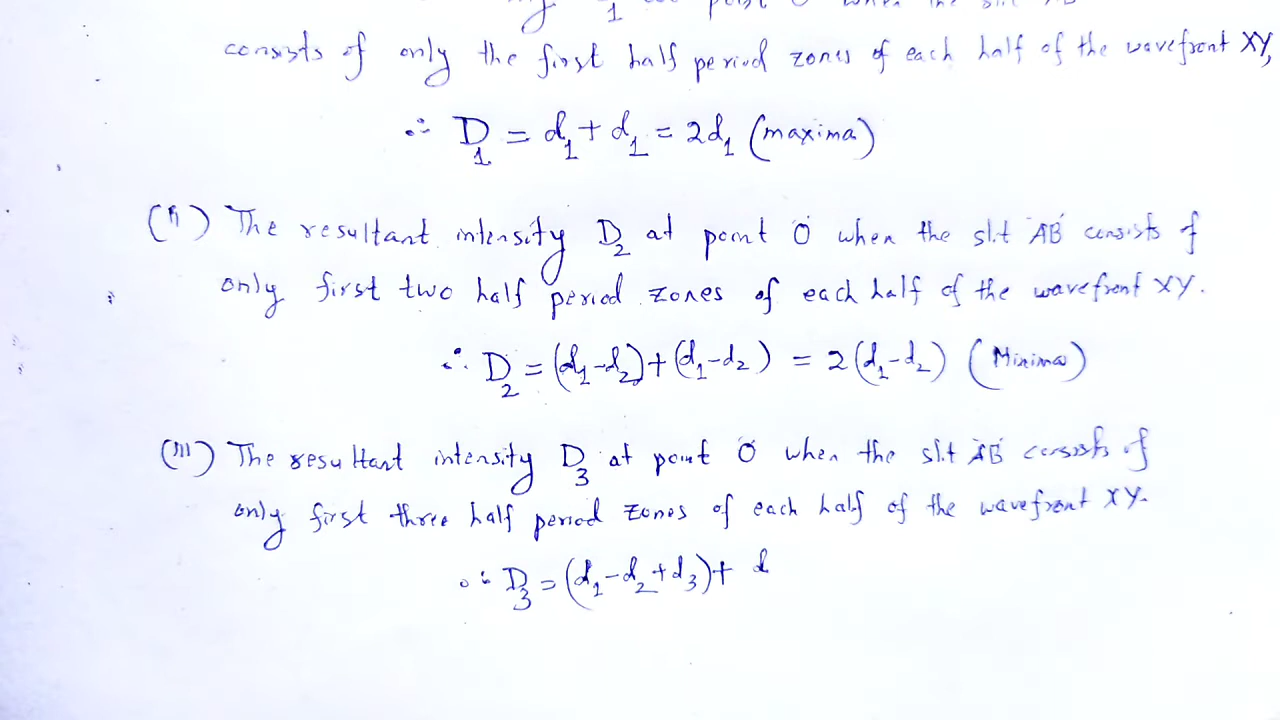 consists of only the first half period zones of each half of the wavefront XY,
∴ D₁ = d₁ + d₁ = 2d₁ (maxima)
(II) The resultant intensity D₂ at point O when the slit AB consists of
only first two half period zones of each half of the wavefront XY.
∴ D₂ = (d₁-d₂) + (d₁-d₂) = 2(d₁-d₂) (Minima)
(III) The resultant intensity D₃ at point O when the slit AB consists of
only first three half period zones of each half of the wavefront XY.
∴ D₃ = (d₁-d₂+d₃) + d